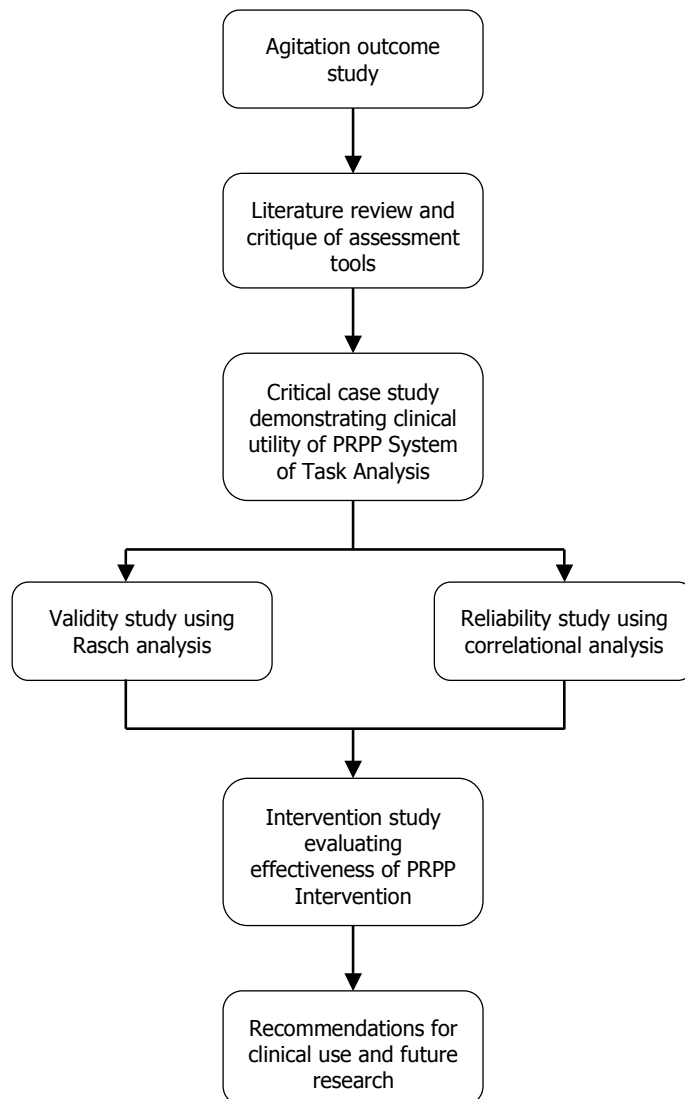 Agitation outcome
study
Literature review and
critique of assessment
tools
Critical case study
demonstrating clinical
utility of PRPP System
of Task Analysis
Validity study using
Rasch analysis
Reliability study using
correlational analysis
Intervention study
evaluating
effectiveness of PRPP
Intervention
Recommendations for
clinical use and future
research